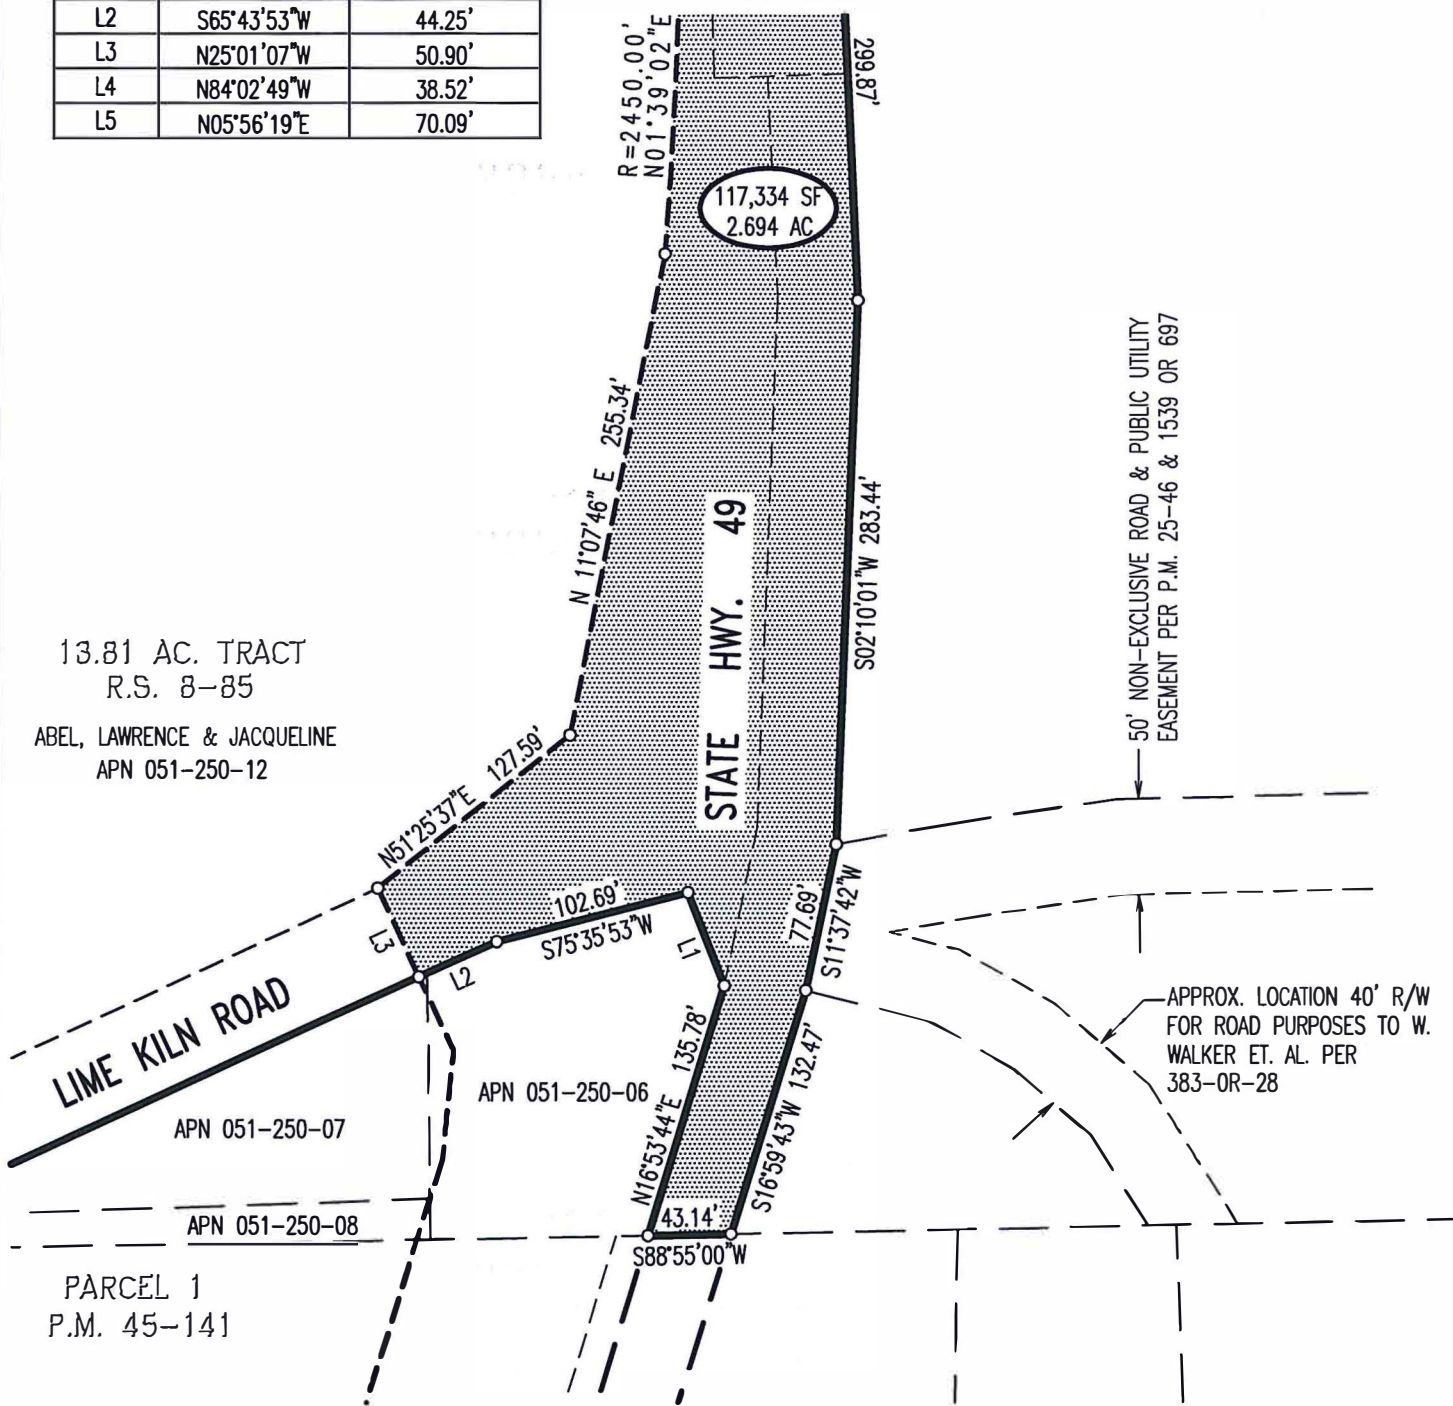 L2 S65°43'53"W 44.25'
L3 N25°01'07"W 50.90'
L4 N84°02'49"W 38.52'
L5 N05°56'19"E 70.09'
R=2450.00'
N01°39'02"E
299.87'
117,334 SF
2.694 AC
N 11°07'46" E 255.34'
STATE HWY. 49
S02°10'01"W 283.44'
50' NON-EXCLUSIVE ROAD & PUBLIC UTILITY
EASEMENT PER P.M. 25-46 & 1539 OR 697
13.81 AC. TRACT
R.S. 8-85
ABEL, LAWRENCE & JACQUELINE
APN 051-250-12
N51°25'37"E 127.59'
L3
L2
102.69'
S75°35'53"W
L1
77.69'
S11°37'42"W
LIME KILN ROAD
APPROX. LOCATION 40' R/W
FOR ROAD PURPOSES TO W.
WALKER ET. AL. PER
383-OR-28
APN 051-250-06
APN 051-250-07
N16°53'44"E 135.78'
S16°59'43"W 132.47'
APN 051-250-08
43.14'
S88°55'00"W
PARCEL 1
P.M. 45-141